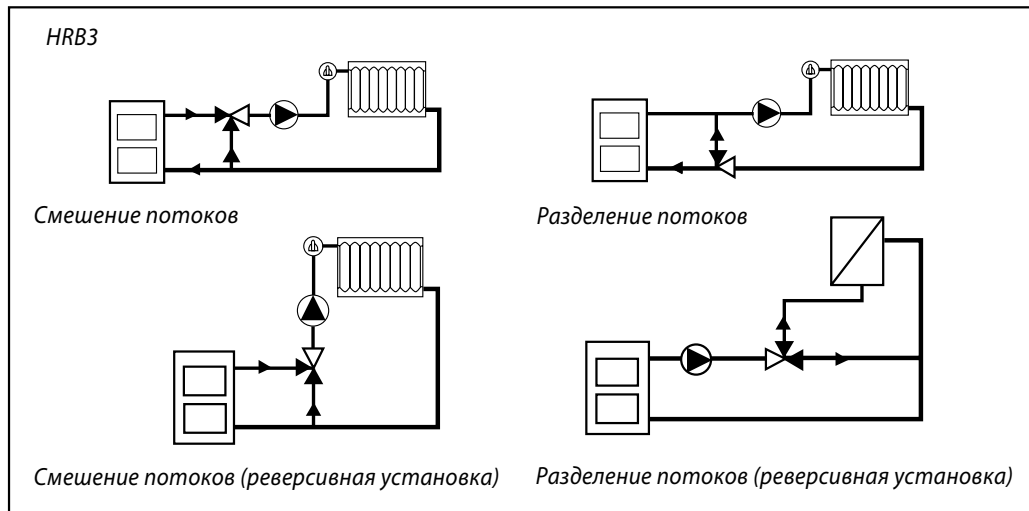 HRB3
Смешение потоков
Разделение потоков
Смешение потоков (реверсивная установка)
Разделение потоков (реверсивная установка)